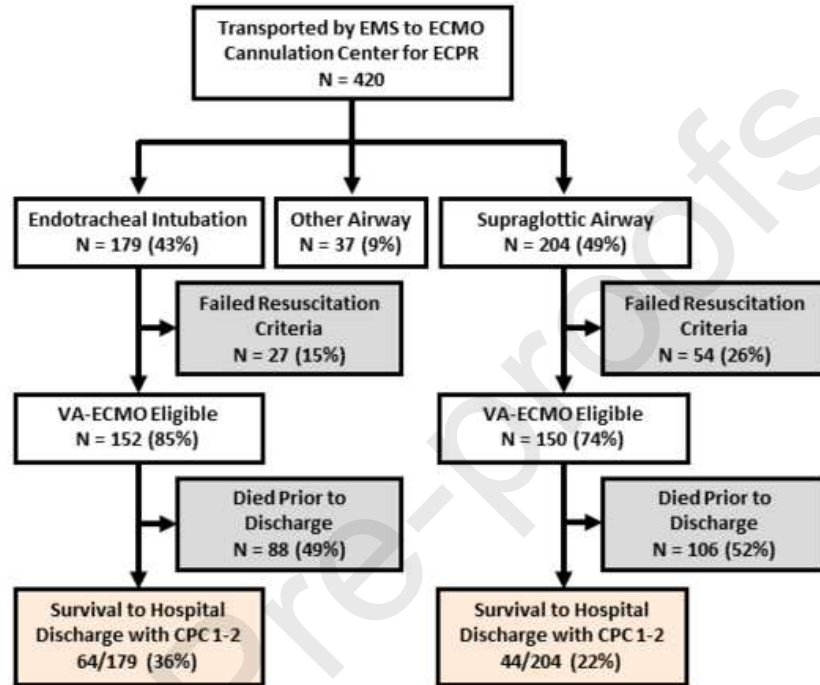 Transported by EMS to ECMO
Cannulation Center for ECPR
N = 420
Endotracheal Intubation
N = 179 (43%)
Other Airway
N = 37 (9%)
Supraglottic Airway
N = 204 (49%)
Failed Resuscitation
Criteria
N = 27 (15%)
Failed Resuscitation
Criteria
N = 54 (26%)
VA-ECMO Eligible
N = 152 (85%)
VA-ECMO Eligible
N = 150 (74%)
Died Prior to
Discharge
N = 88 (49%)
Died Prior to
Discharge
N = 106 (52%)
Survival to Hospital
Discharge with CPC 1-2
64/179 (36%)
Survival to Hospital
Discharge with CPC 1-2
44/204 (22%)
pre-proofs